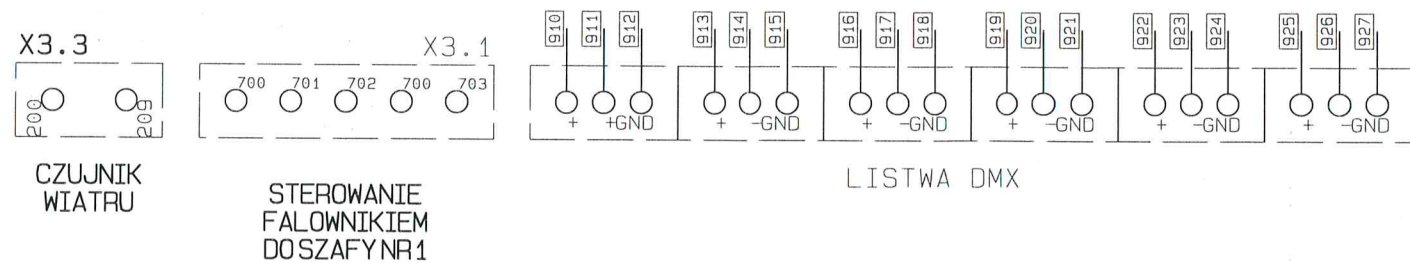 X3.3
X3.1
910 911 912 913 914 915 916 917 918 919 920 921 922 923 924 925 926 927
200 209
700 701 702 700 703
+ +GND + -GND + -GND + -GND + -GND + -GND
CZUJNIK
WIATRU
STEROWANIE
FALOWNIKIEM
DO SZAFY NR1
LISTWA DMX